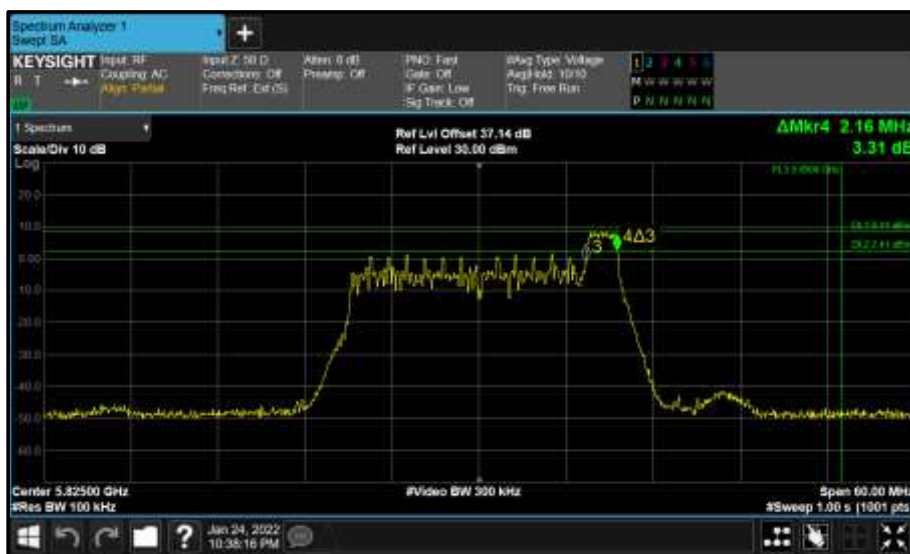 Spectrum Analyzer 1
Swept SA
+
KEYSIGHT
R T
Input: RF
Coupling: AC
Align: Partial
Input Z: 50 Ω
Corrections: Off
Freq Ref: Ext (S)
Atten: 6 dB
Preamp: Off
PNO: Fast
Gate: Off
IF Gain: Low
Sig Track: Off
#Avg Type: Voltage
Avg|Hold: 10/10
Trig: Free Run
1 2 3 4 5 6
M W W W W W
P N N N N N
1 Spectrum
Scale/Div 10 dB
Ref Lvl Offset 37.14 dB
Ref Level 30.00 dBm
ΔMkr4 2.16 MHz
3.31 dB
Log
20.0
10.0
0.00
-10.0
-20.0
-30.0
-40.0
-50.0
-60.0
3
4Δ3
Center 5.82500 GHz
#Res BW 100 kHz
#Video BW 300 kHz
Span 60.00 MHz
#Sweep 1.00 s (1001 pts)
?
Jan 24, 2022
10:38:16 PM